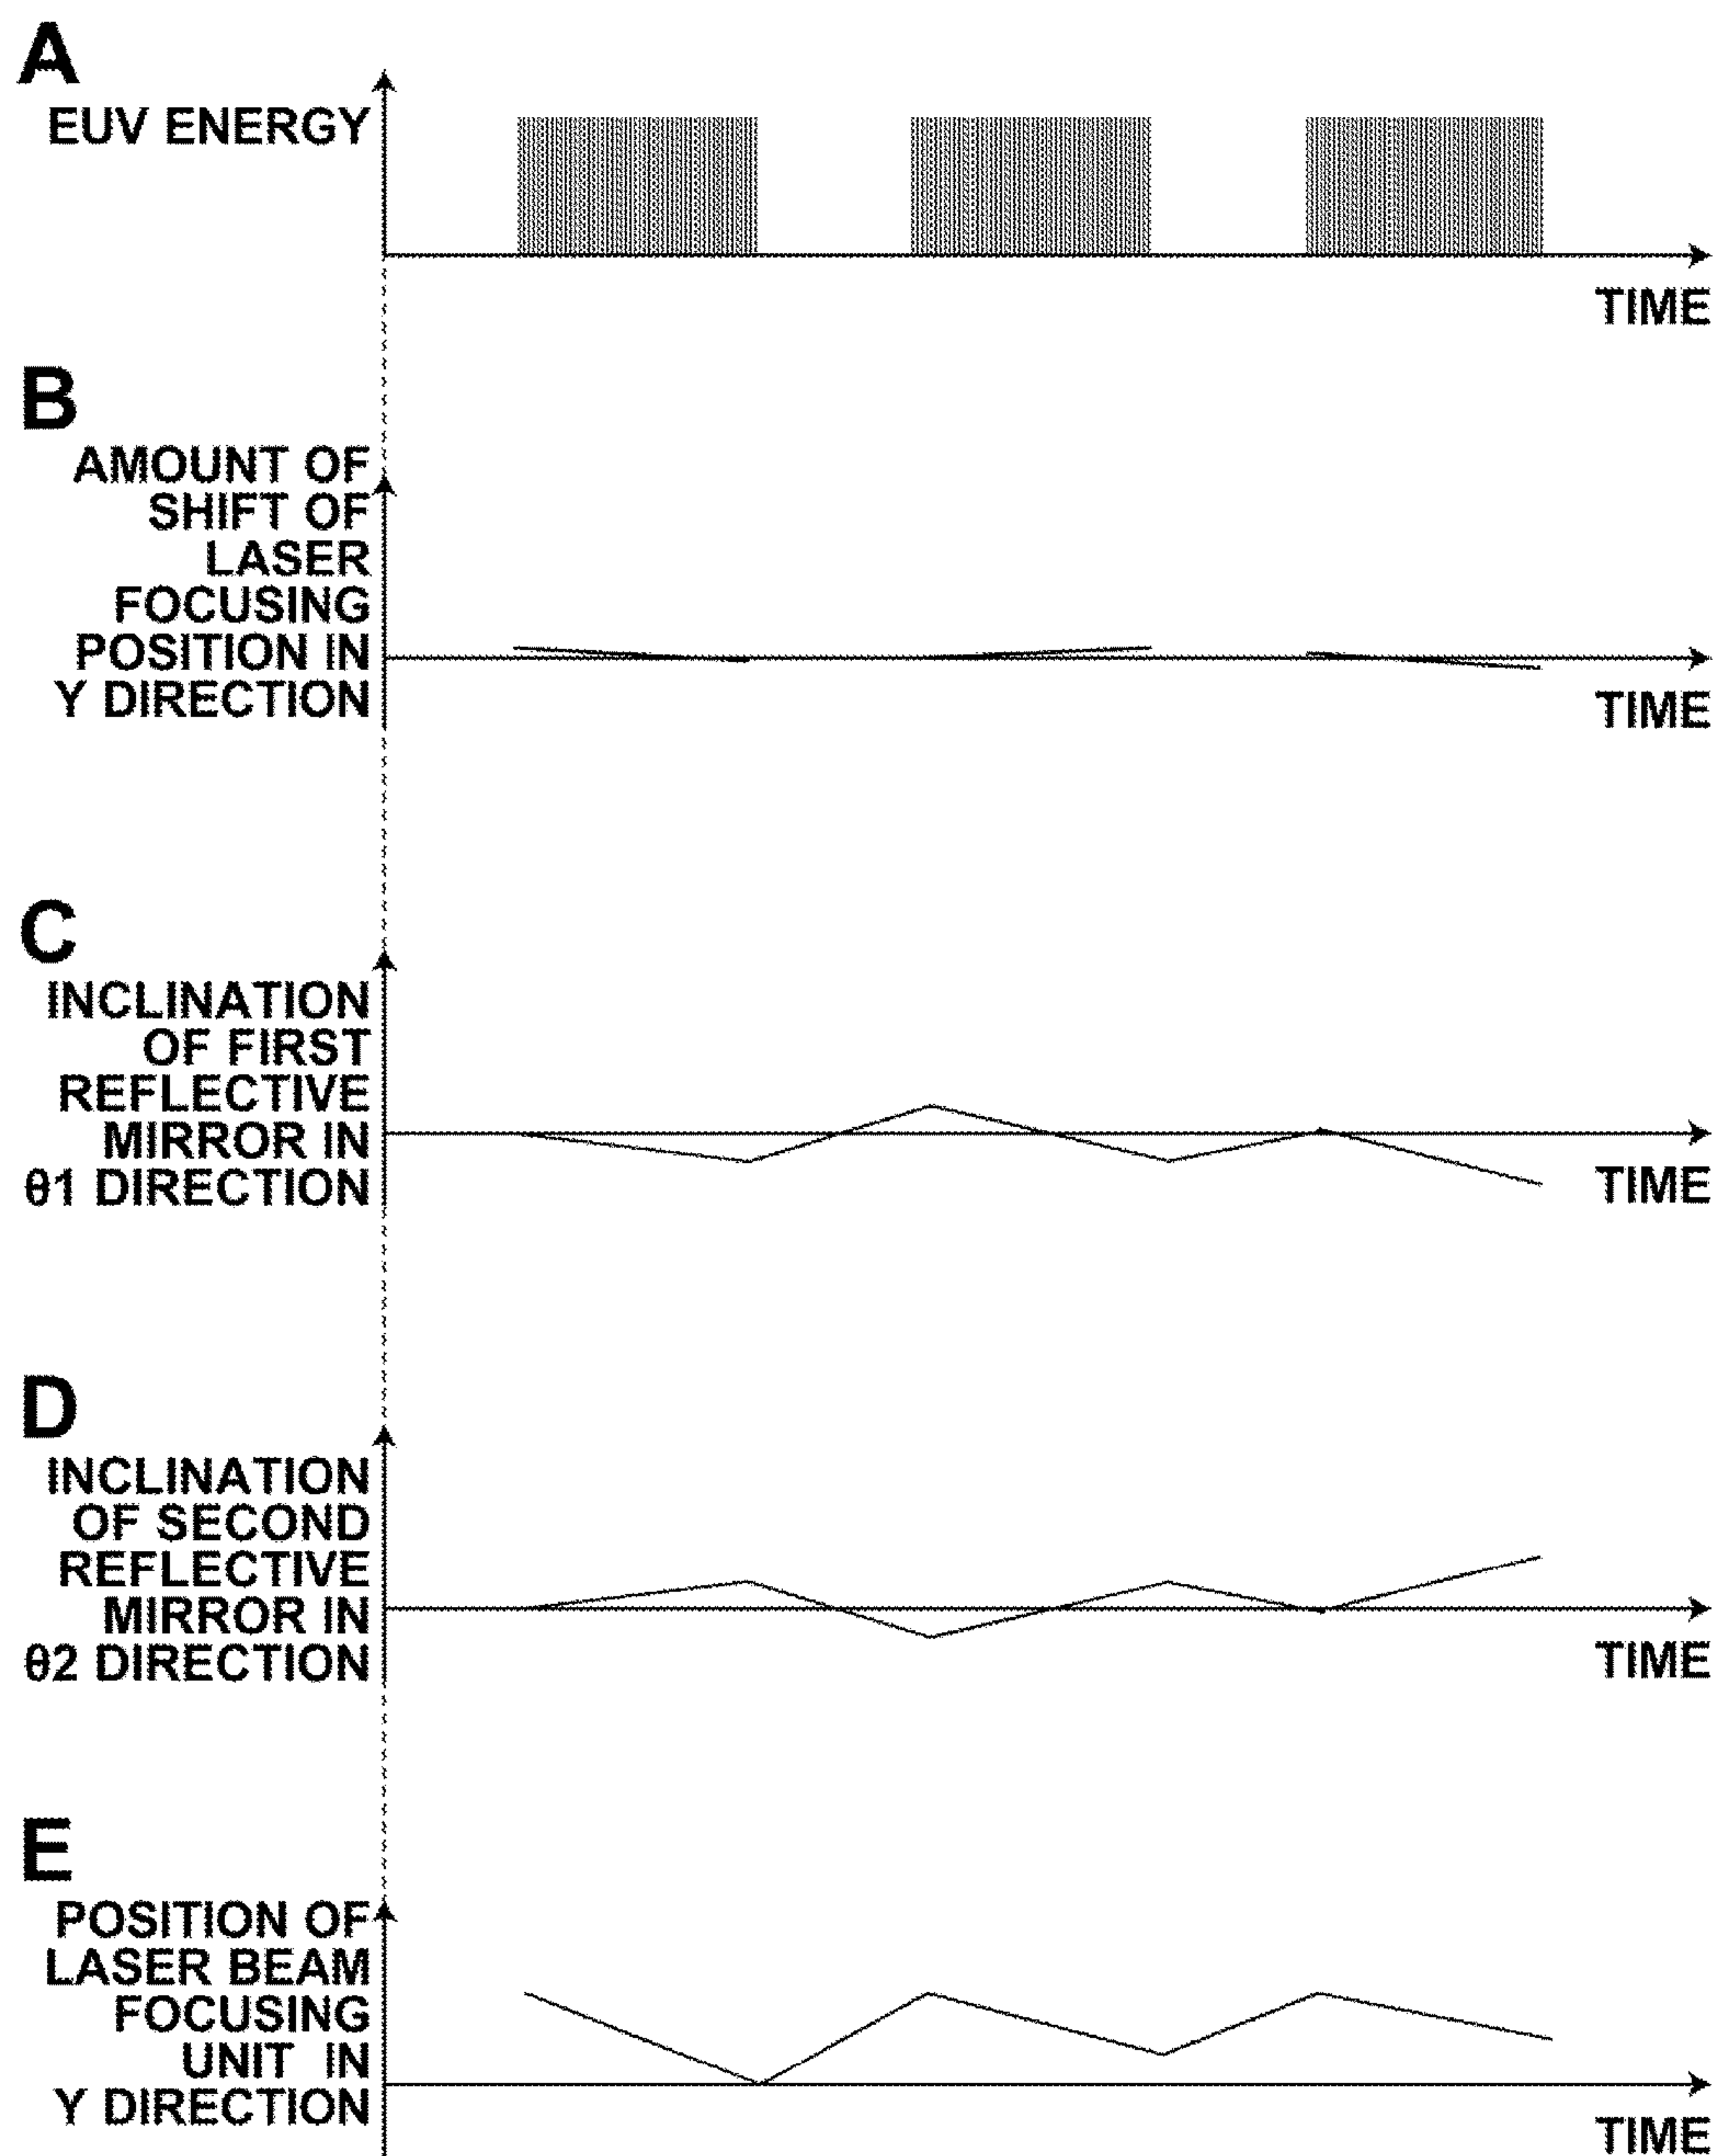 A
EUV ENERGY
TIME
B
AMOUNT OF
SHIFT OF
LASER
FOCUSING
POSITION IN
Y DIRECTION
TIME
C
INCLINATION
OF FIRST
REFLECTIVE
MIRROR IN
θ1 DIRECTION
TIME
D
INCLINATION
OF SECOND
REFLECTIVE
MIRROR IN
θ2 DIRECTION
TIME
E
POSITION OF
LASER BEAM
FOCUSING
UNIT IN
Y DIRECTION
TIME